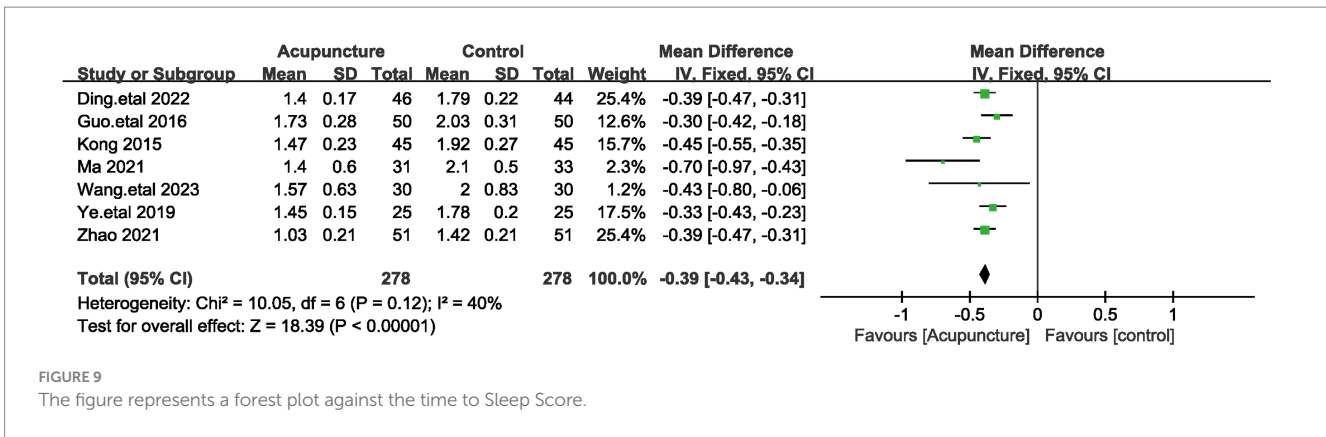 Acupuncture Control Mean Difference Mean Difference
Study or Subgroup Mean SD Total Mean SD Total Weight IV, Fixed, 95% CI IV, Fixed, 95% CI
Ding.etal 2022 1.4 0.17 46 1.79 0.22 44 25.4% -0.39 [-0.47, -0.31]
Guo.etal 2016 1.73 0.28 50 2.03 0.31 50 12.6% -0.30 [-0.42, -0.18]
Kong 2015 1.47 0.23 45 1.92 0.27 45 15.7% -0.45 [-0.55, -0.35]
Ma 2021 1.4 0.6 31 2.1 0.5 33 2.3% -0.70 [-0.97, -0.43]
Wang.etal 2023 1.57 0.63 30 2 0.83 30 1.2% -0.43 [-0.80, -0.06]
Ye.etal 2019 1.45 0.15 25 1.78 0.2 25 17.5% -0.33 [-0.43, -0.23]
Zhao 2021 1.03 0.21 51 1.42 0.21 51 25.4% -0.39 [-0.47, -0.31]
Total (95% CI) 278 278 100.0% -0.39 [-0.43, -0.34]
Heterogeneity: Chi² = 10.05, df = 6 (P = 0.12); I² = 40%
Test for overall effect: Z = 18.39 (P < 0.00001)
-1 -0.5 0 0.5 1
Favours [Acupuncture] Favours [control]
FIGURE 9
The figure represents a forest plot against the time to Sleep Score.